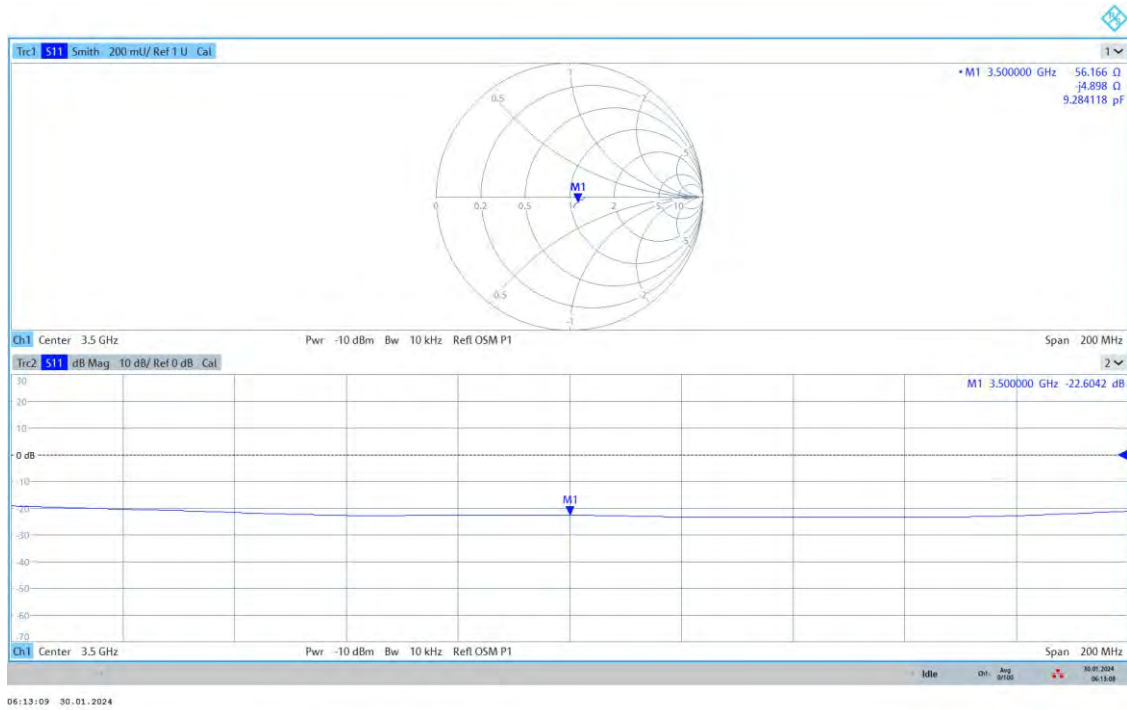 R&S
Trc1 S11 Smith 200 mU/ Ref 1 U Cal
1
• M1 3.500000 GHz 56.166 Ω
-j4.898 Ω
9.284118 pF
1
0.5
2
5
M1
0 0.2 0.5 1 2 5 10
-5
-0.5
-2
-1
Ch1 Center 3.5 GHz Pwr -10 dBm Bw 10 kHz Refl OSM P1 Span 200 MHz
Trc2 S11 dB Mag 10 dB/ Ref 0 dB Cal
2
30
M1 3.500000 GHz -22.6042 dB
20
10
0 dB
-10
M1
-20
-30
-40
-50
-60
-70
Ch1 Center 3.5 GHz Pwr -10 dBm Bw 10 kHz Refl OSM P1 Span 200 MHz
Idle Ch1: Avg 0/100 30.01.2024
06:13:08
06:13:09 30.01.2024